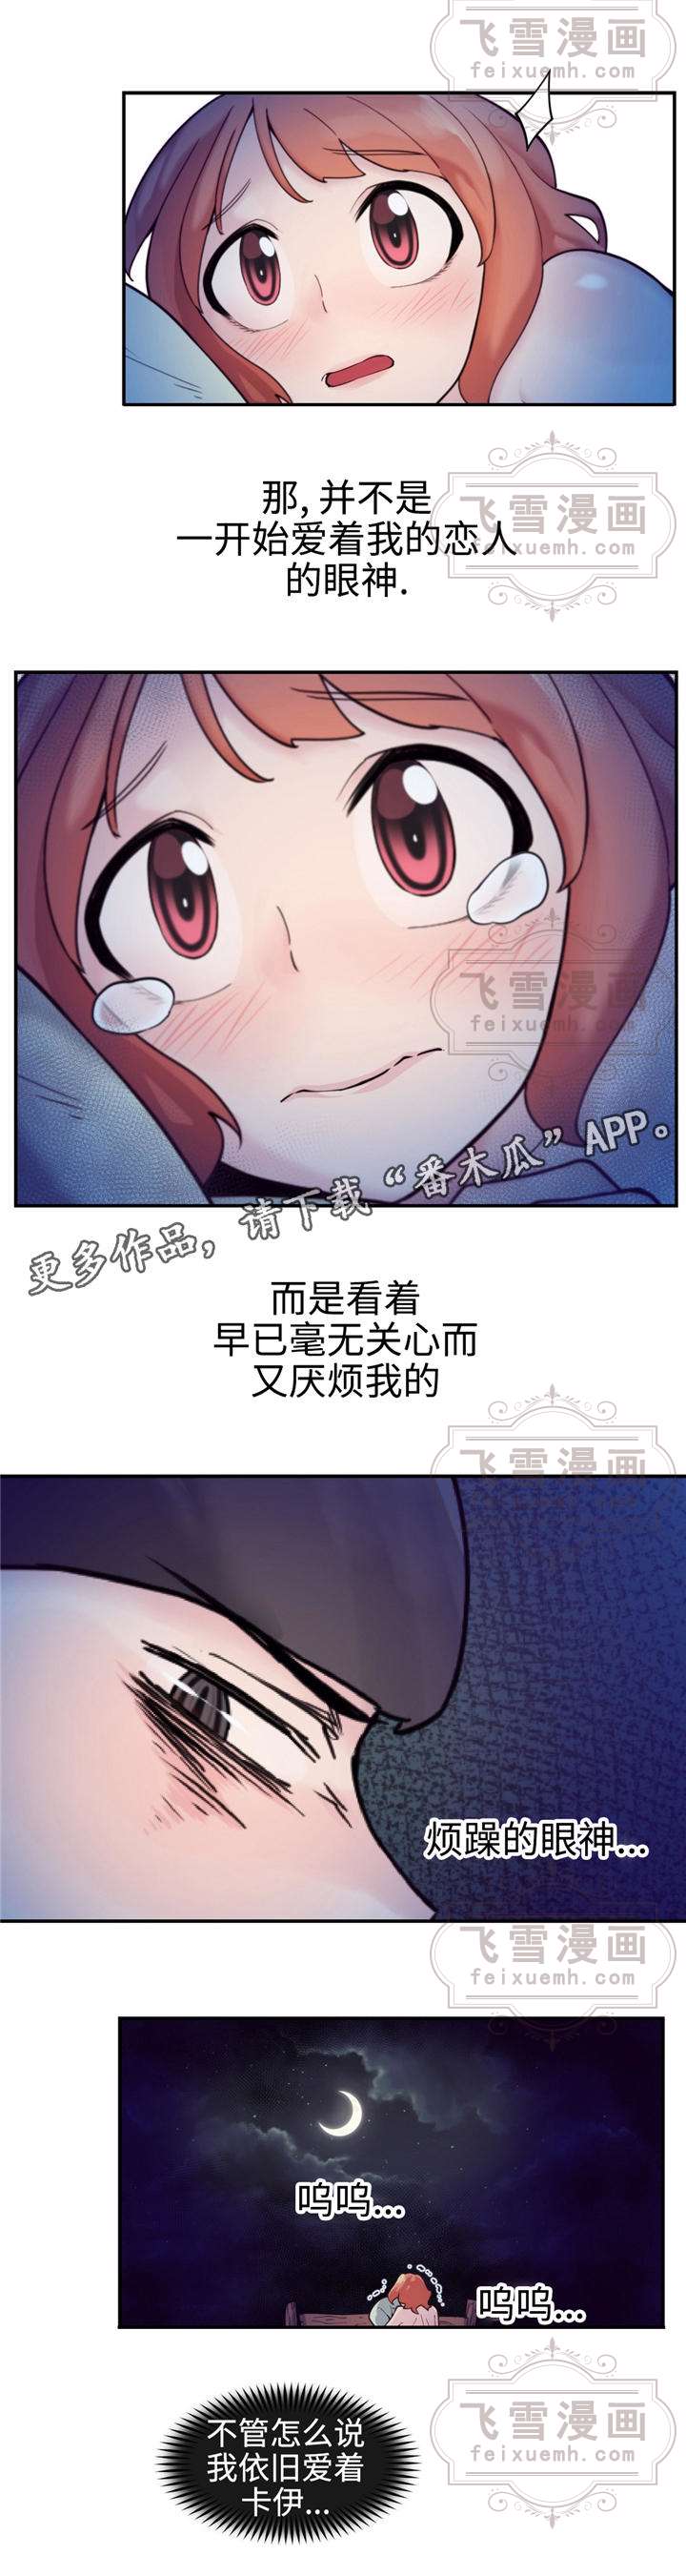 飞雪漫画
feixuemh.com
那, 并不是
一开始爱着我的恋人
的眼神.
飞雪漫画
feixuemh.com
飞雪漫画
feixuemh.com
更多作品，请下载“番木瓜”APP。
而是看着
早已毫无关心而
又厌烦我的
飞雪漫画
烦躁的眼神...
飞雪漫画
feixuemh.com
呜呜...
呜呜...
不管怎么说
我依旧爱着
卡伊...
飞雪漫画
feixuemh.com